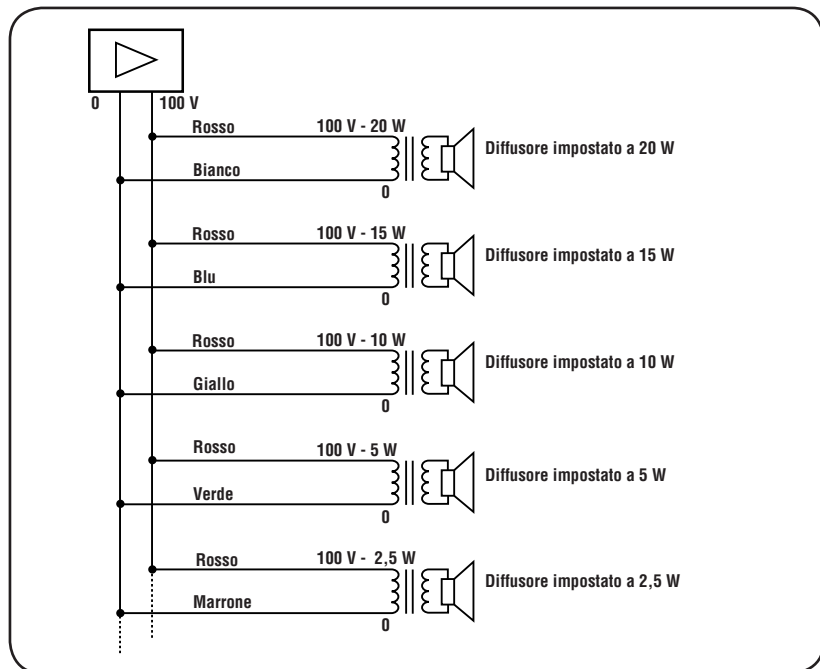 0 100 V
Rosso 100 V - 20 W
Diffusore impostato a 20 W
Bianco
0
Rosso 100 V - 15 W
Diffusore impostato a 15 W
Blu
0
Rosso 100 V - 10 W
Diffusore impostato a 10 W
Giallo
0
Rosso 100 V - 5 W
Diffusore impostato a 5 W
Verde
0
Rosso 100 V - 2,5 W
Diffusore impostato a 2,5 W
Marrone
0